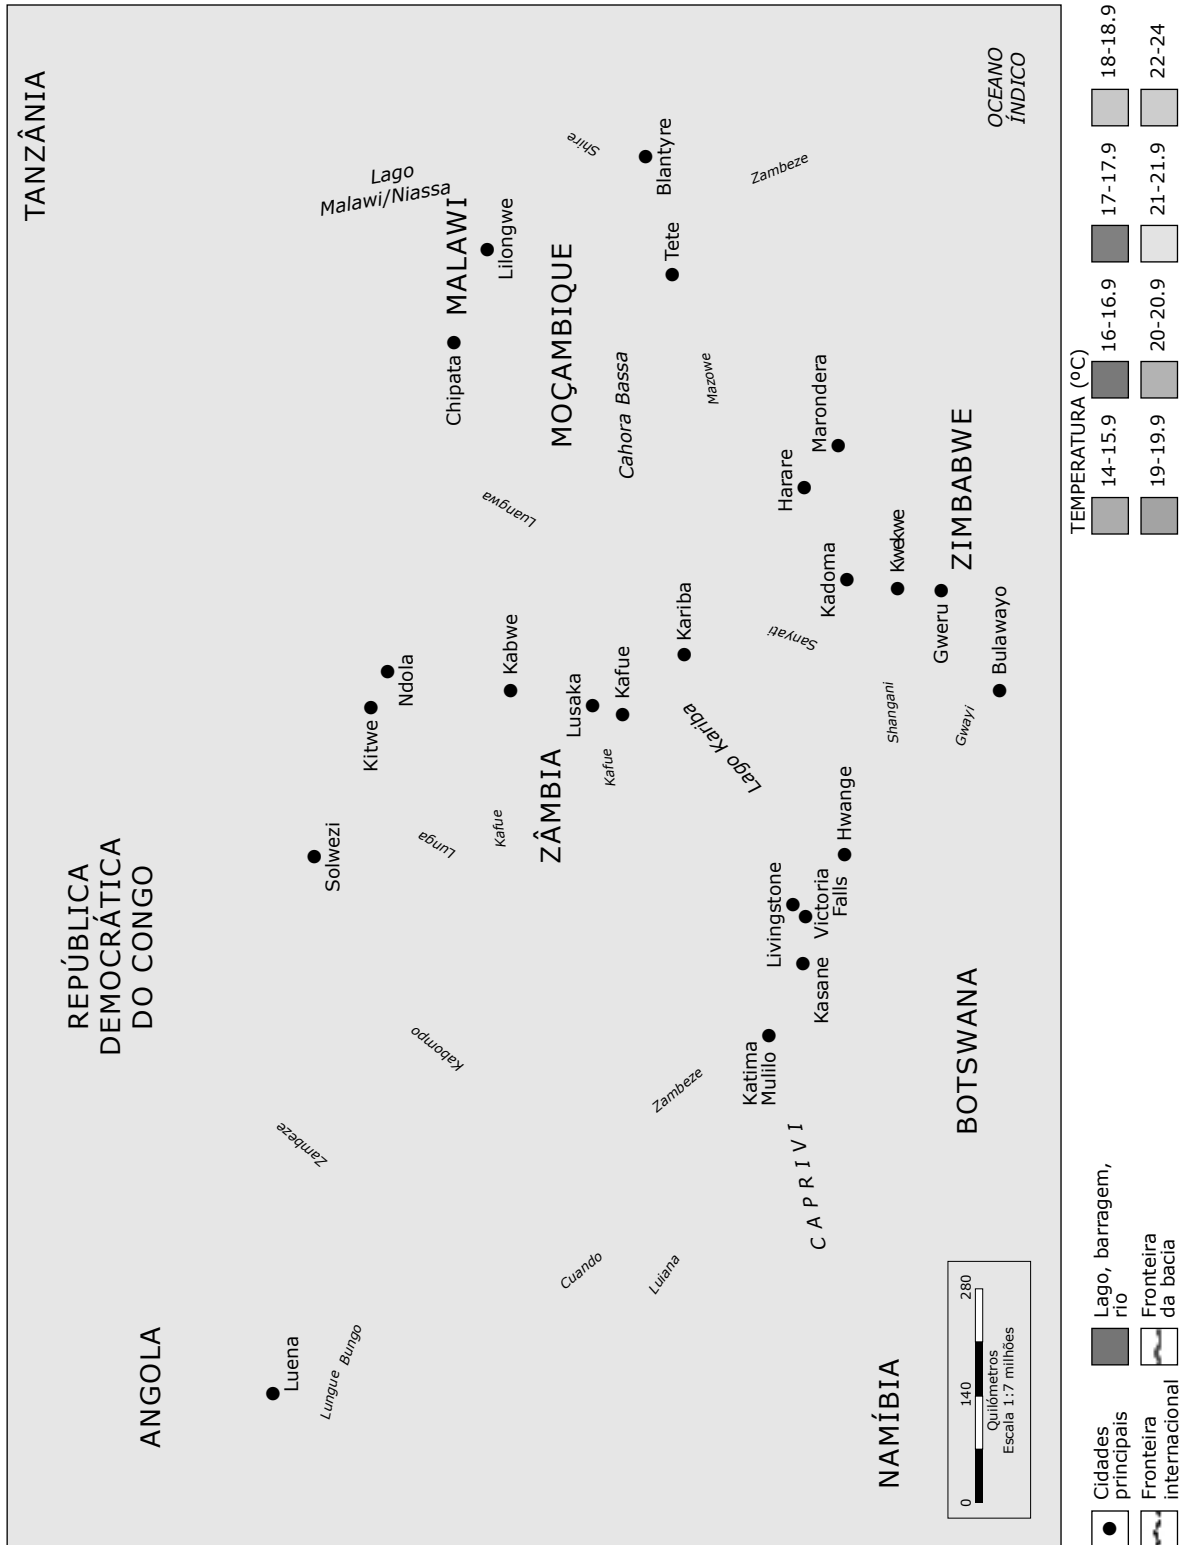 TANZÂNIA
REPÚBLICA
DEMOCRÁTICA
DO CONGO
ANGOLA
Luena
Lungue Bungo
Zambeze
Solwezi
Kitwe
Ndola
Lago
Malawi/Niassa
Kabompo
Lunga
Kafue
Kabwe
Luangwa
Chipata
MALAWI
Lilongwe
ZÂMBIA
MOÇAMBIQUE
Shire
Cuando
Lusaka
Kafue
Kafue
Cahora Bassa
Blantyre
Luiana
Zambeze
Kariba
Lago Kariba
Tete
Mazowe
Zambeze
Katima
Mulilo
CAPRIVI
Kasane
Livingstone
Victoria
Falls
Hwange
Sanyati
Harare
Marondera
Kadoma
Kwekwe
Shangani
Gwayi
Gweru
ZIMBABWE
Bulawayo
NAMÍBIA
BOTSWANA
OCEANO
ÍNDICO
0 140 280
Quilómetros
Escala 1:7 milhões
Cidades
principais
Lago, barragem,
rio
Fronteira
internacional
Fronteira
da bacia
TEMPERATURA (ºC)
14-15.9 16-16.9 17-17.9 18-18.9
19-19.9 20-20.9 21-21.9 22-24